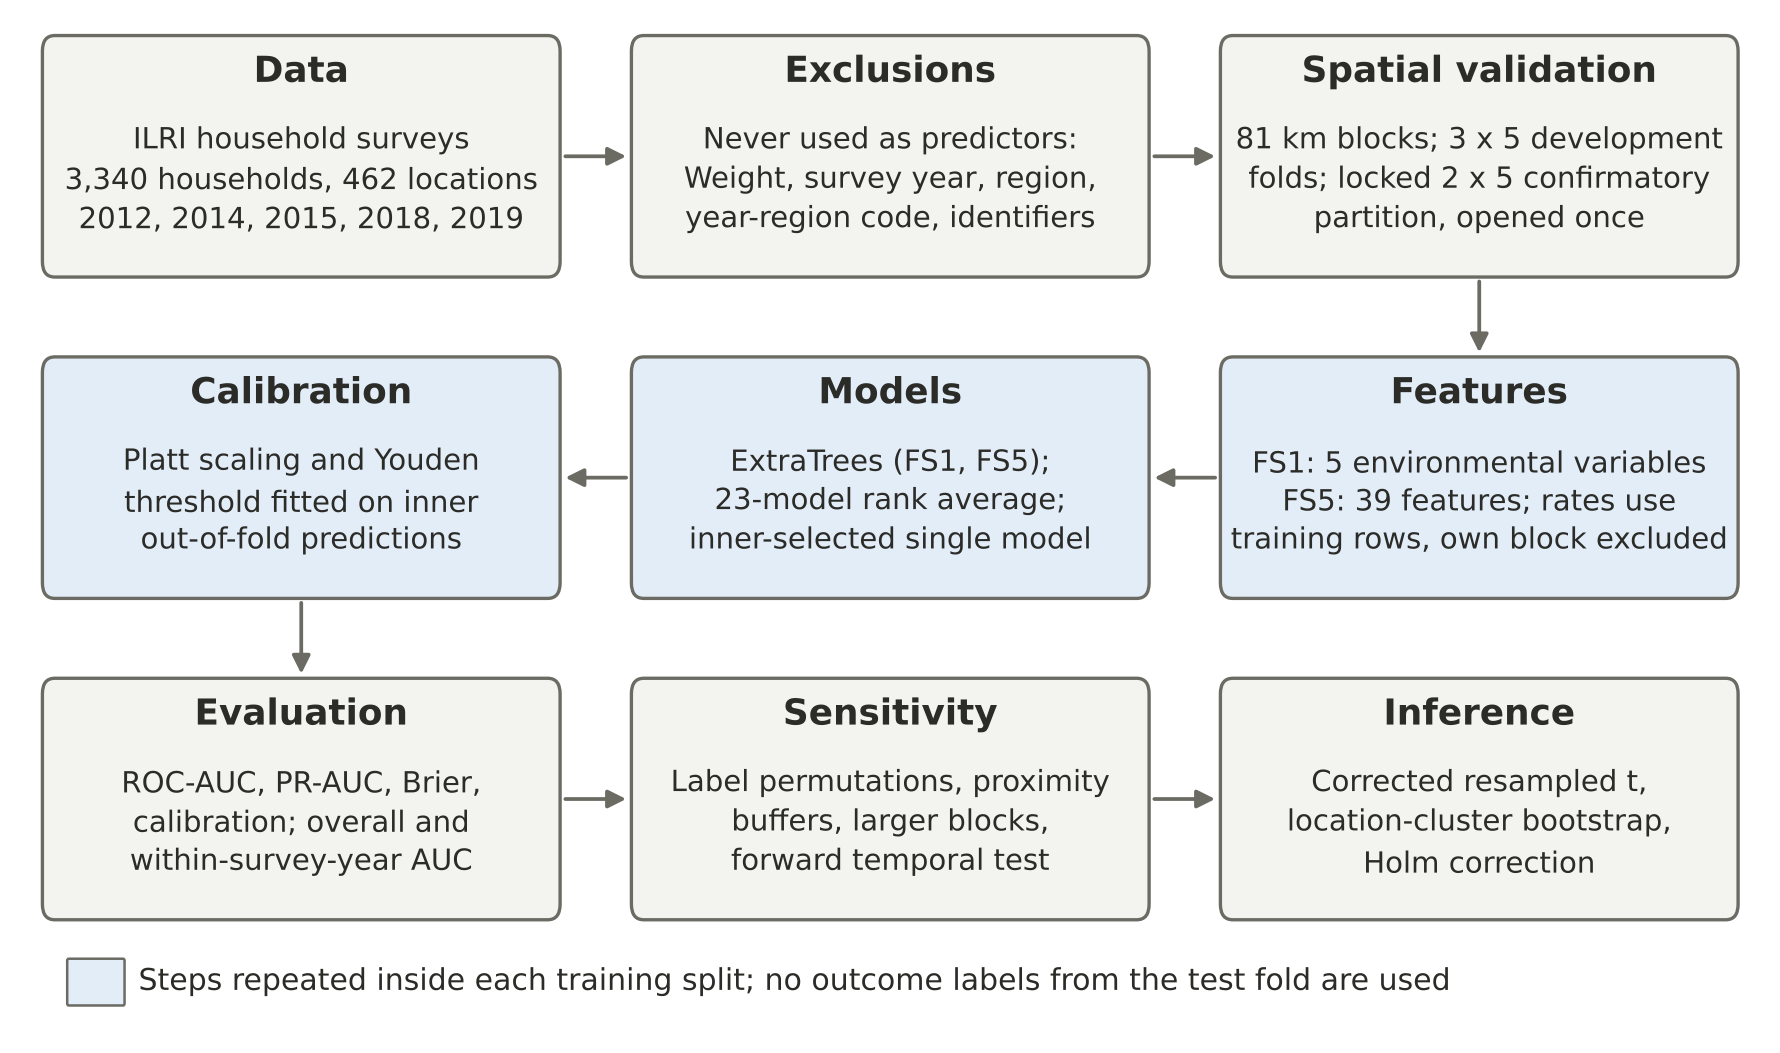 Data
ILRI household surveys
3,340 households, 462 locations
2012, 2014, 2015, 2018, 2019
Exclusions
Never used as predictors:
Weight, survey year, region,
year-region code, identifiers
Spatial validation
81 km blocks; 3 x 5 development
folds; locked 2 x 5 confirmatory
partition, opened once
Features
FS1: 5 environmental variables
FS5: 39 features; rates use
training rows, own block excluded
Models
ExtraTrees (FS1, FS5);
23-model rank average;
inner-selected single model
Calibration
Platt scaling and Youden
threshold fitted on inner
out-of-fold predictions
Evaluation
ROC-AUC, PR-AUC, Brier,
calibration; overall and
within-survey-year AUC
Sensitivity
Label permutations, proximity
buffers, larger blocks,
forward temporal test
Inference
Corrected resampled t,
location-cluster bootstrap,
Holm correction
Steps repeated inside each training split; no outcome labels from the test fold are used